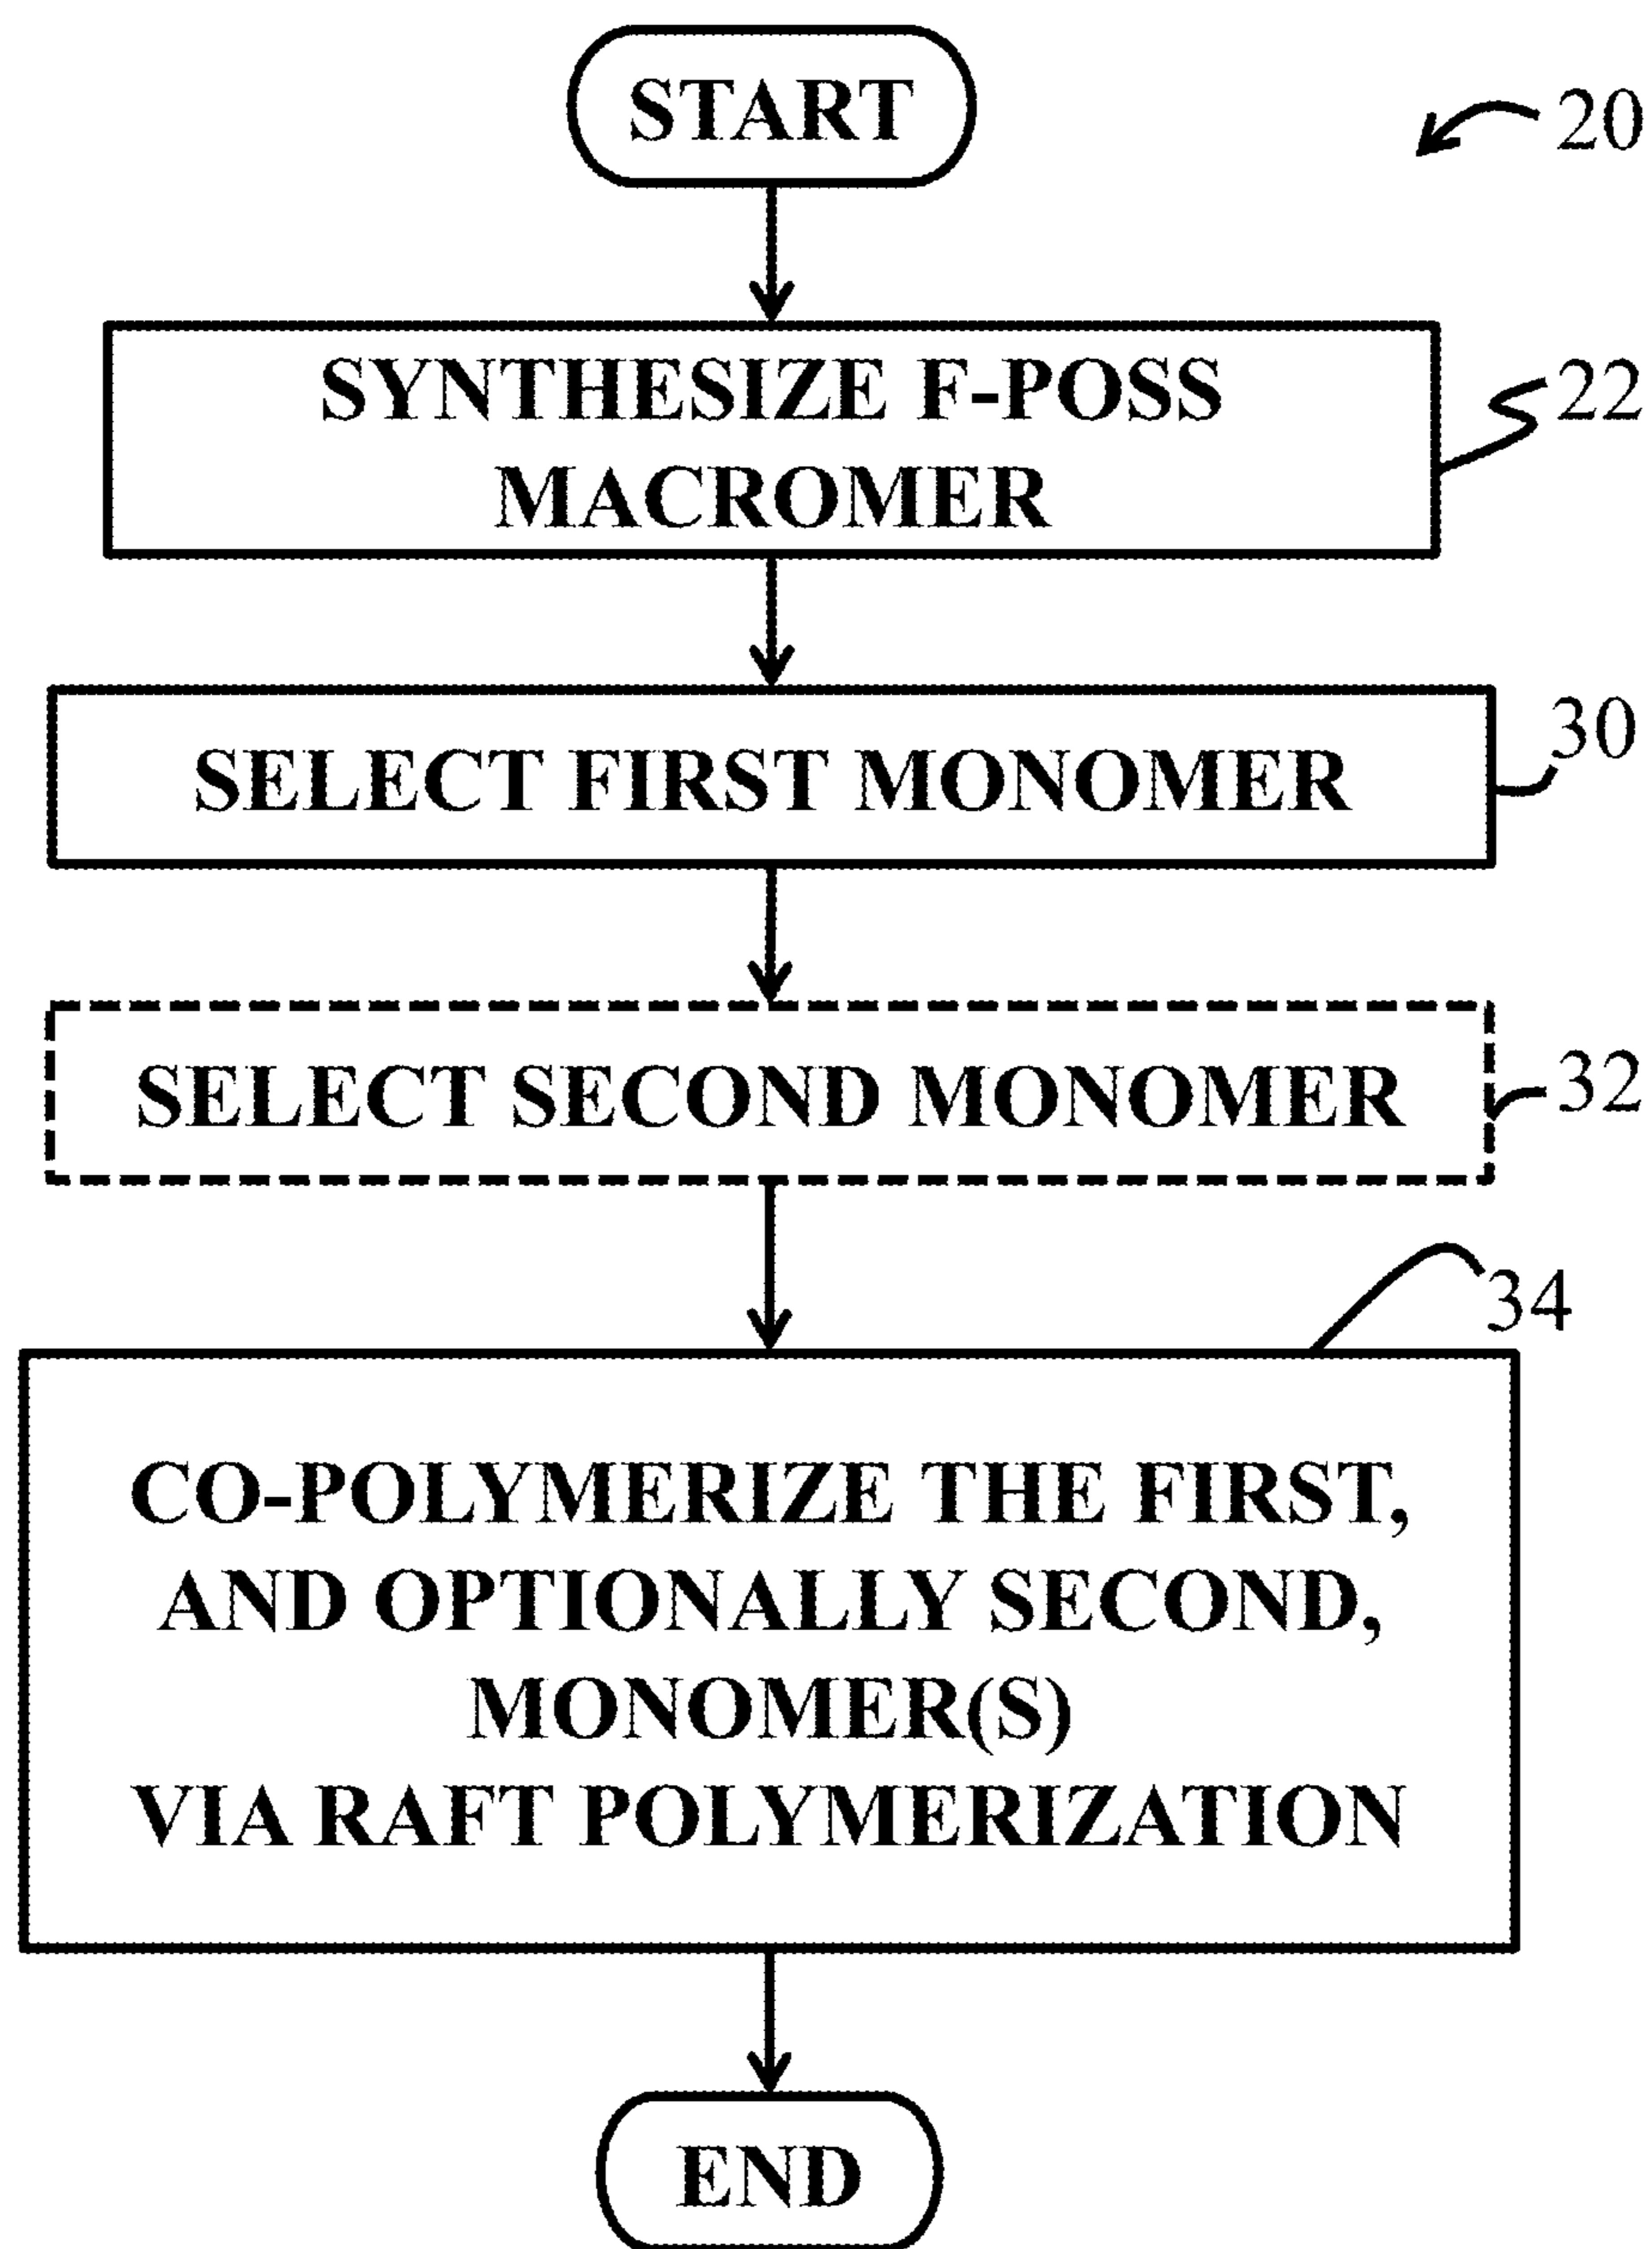 START
20
SYNTHESIZE F-POSS
MACROMER
22
SELECT FIRST MONOMER
30
SELECT SECOND MONOMER
32
34
CO-POLYMERIZE THE FIRST,
AND OPTIONALLY SECOND,
MONOMER(S)
VIA RAFT POLYMERIZATION
END